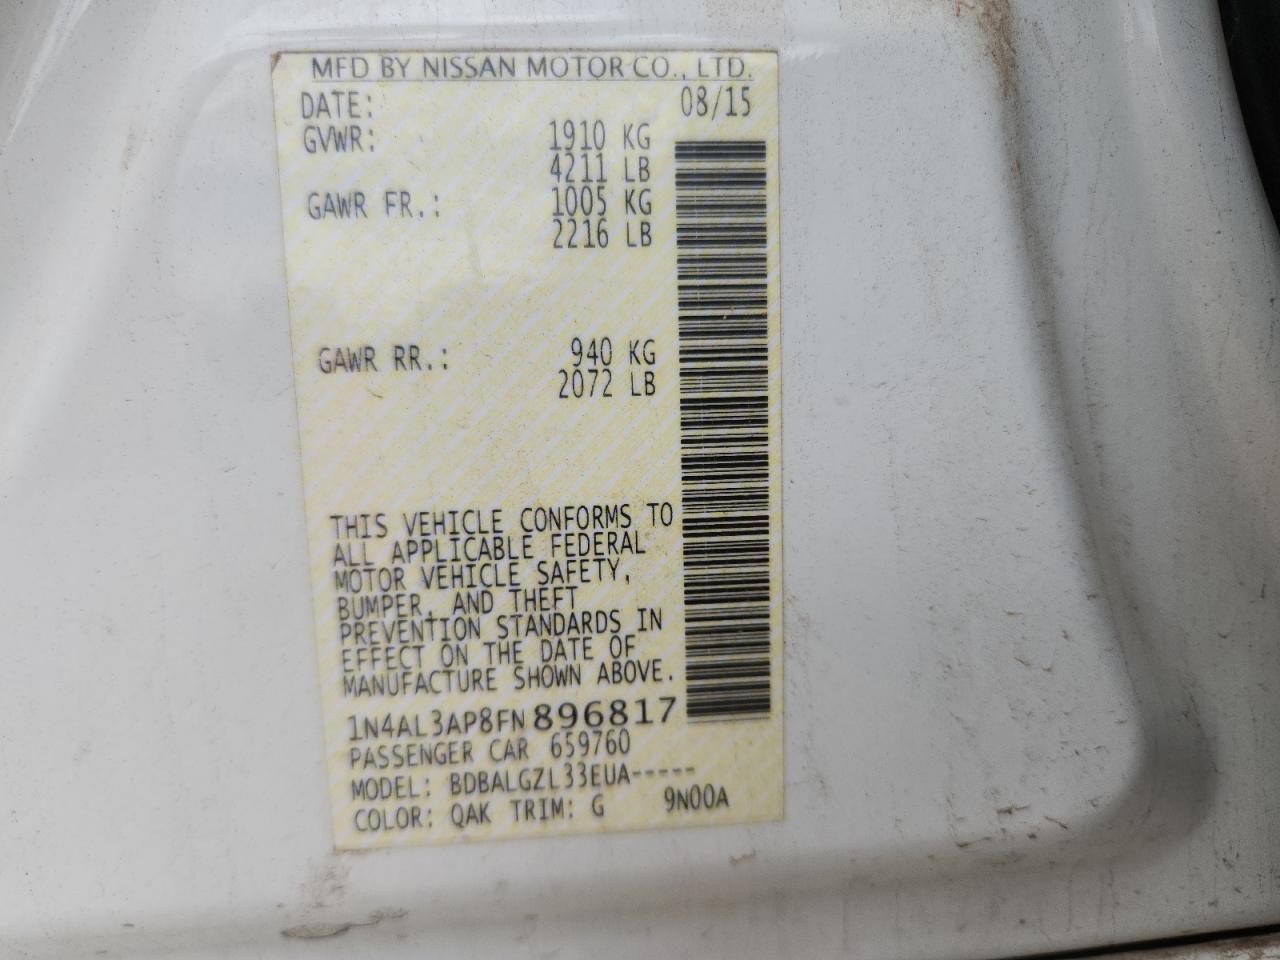 MFD BY NISSAN MOTOR CO., LTD.
DATE: 08/15
GVWR: 1910 KG
4211 LB
GAWR FR.: 1005 KG
2216 LB
GAWR RR.: 940 KG
2072 LB
THIS VEHICLE CONFORMS TO
ALL APPLICABLE FEDERAL
MOTOR VEHICLE SAFETY,
BUMPER, AND THEFT
PREVENTION STANDARDS IN
EFFECT ON THE DATE OF
MANUFACTURE SHOWN ABOVE.
1N4AL3AP8FN896817
PASSENGER CAR 659760
MODEL: BDBALGZL33EUA-----
COLOR: QAK TRIM: G 9N00A